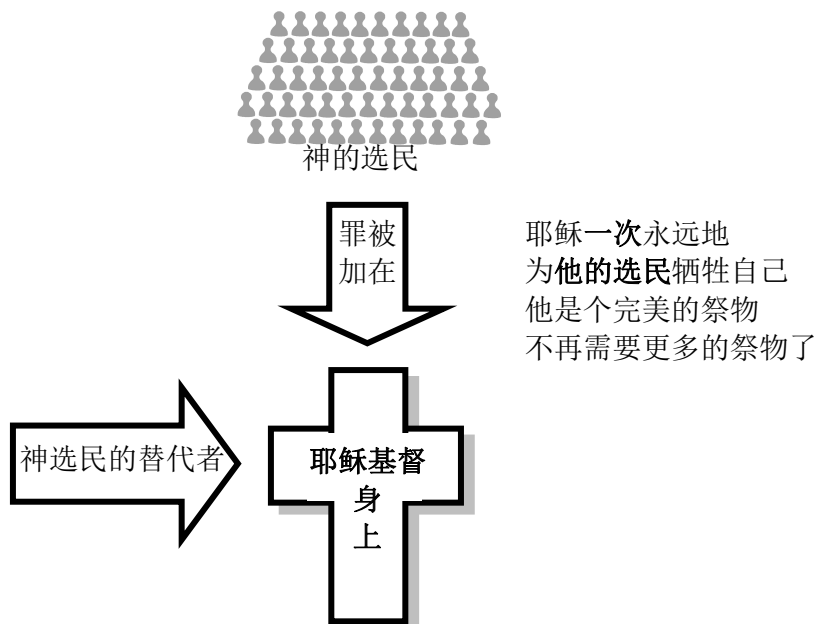 神的选民
罪被
加在
耶稣一次永远地
为他的选民牺牲自己
他是个完美的祭物
不再需要更多的祭物了
神选民的替代者
耶稣基督
身
上